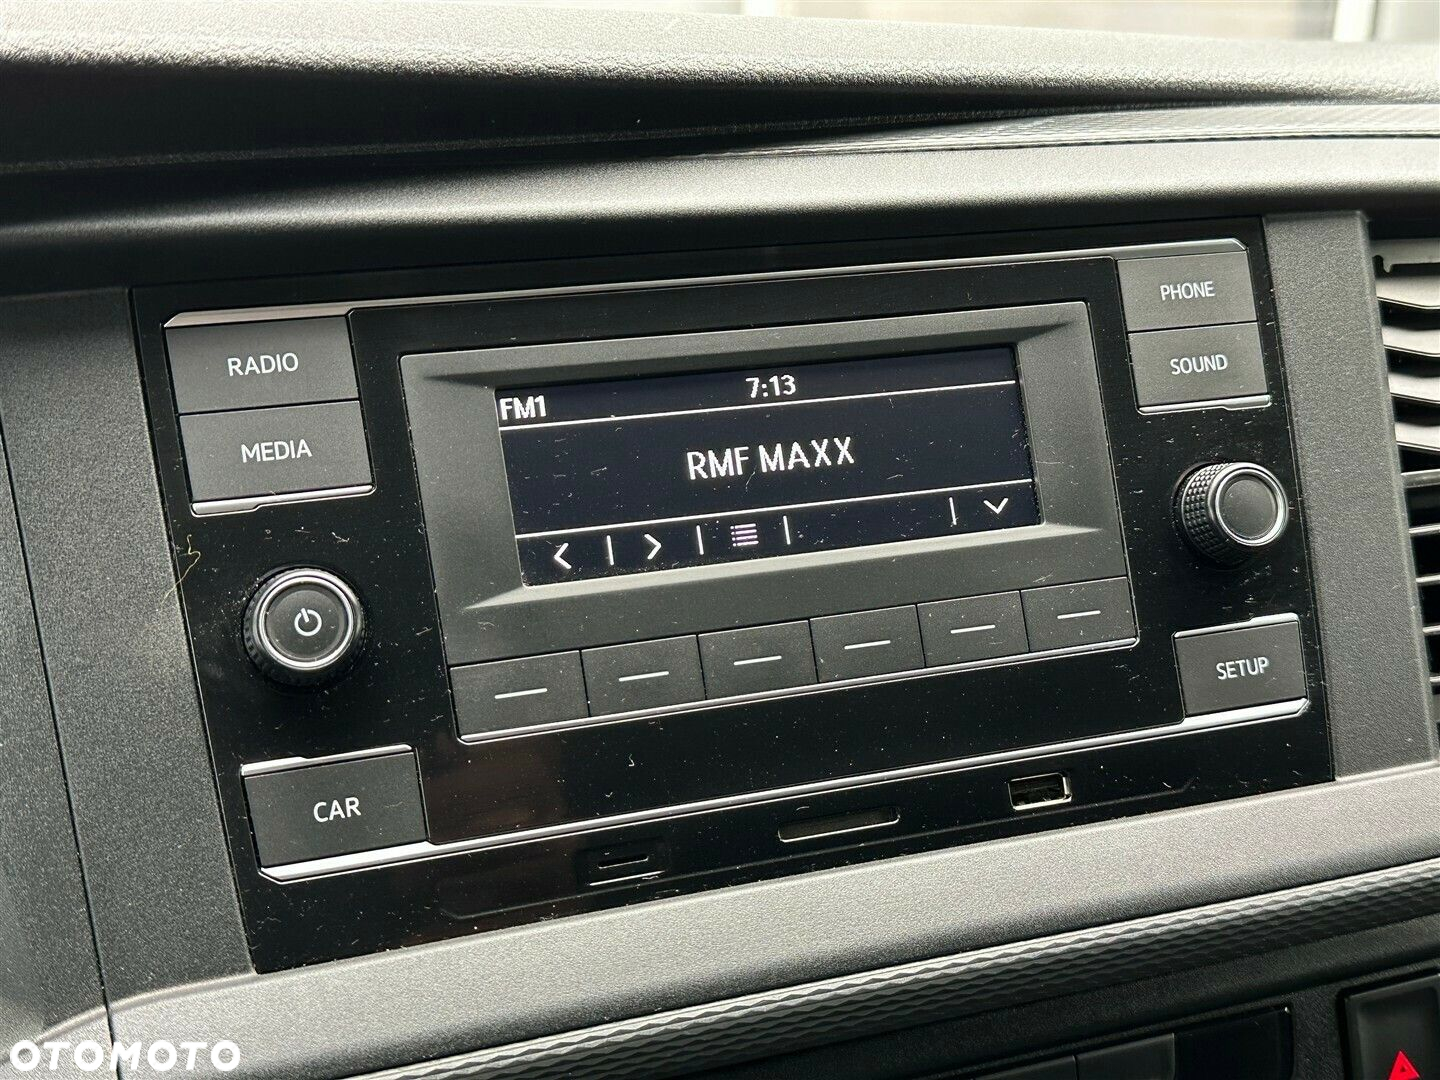 PHONE
RADIO
SOUND
7:13
FM1
MEDIA
RMF MAXX
SETUP
CAR
OTOMOTO